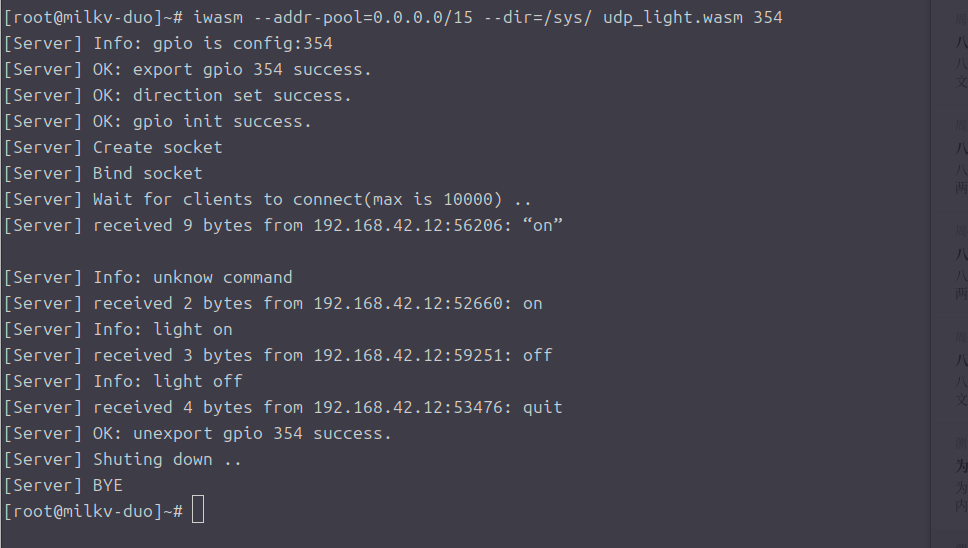 [root@milkv-duo]~# iwasm --addr-pool=0.0.0.0/15 --dir=/sys/ udp_light.wasm 354
[Server] Info: gpio is config:354
[Server] OK: export gpio 354 success.
[Server] OK: direction set success.
[Server] OK: gpio init success.
[Server] Create socket
[Server] Bind socket
[Server] Wait for clients to connect(max is 10000) ..
[Server] received 9 bytes from 192.168.42.12:56206: “on”
[Server] Info: unknow command
[Server] received 2 bytes from 192.168.42.12:52660: on
[Server] Info: light on
[Server] received 3 bytes from 192.168.42.12:59251: off
[Server] Info: light off
[Server] received 4 bytes from 192.168.42.12:53476: quit
[Server] OK: unexport gpio 354 success.
[Server] Shuting down ..
[Server] BYE
[root@milkv-duo]~#